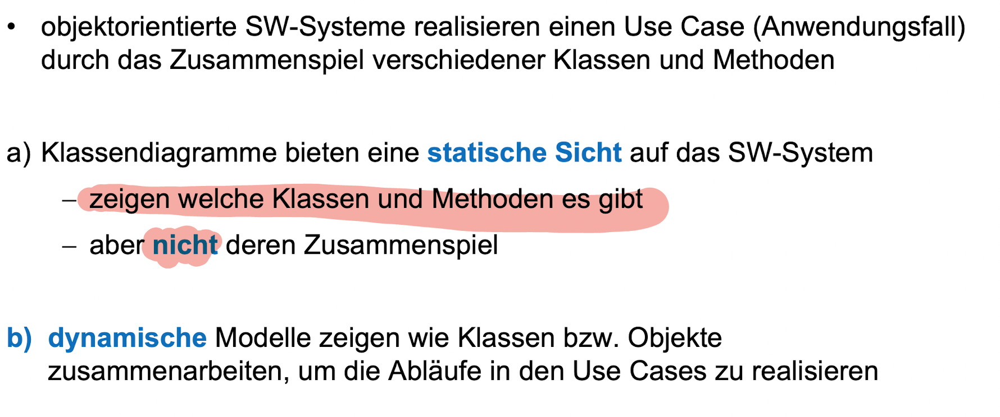 • objektorientierte SW-Systeme realisieren einen Use Case (Anwendungsfall)
durch das Zusammenspiel verschiedener Klassen und Methoden
a) Klassendiagramme bieten eine statische Sicht auf das SW-System
– zeigen welche Klassen und Methoden es gibt
– aber nicht deren Zusammenspiel
b) dynamische Modelle zeigen wie Klassen bzw. Objekte
zusammenarbeiten, um die Abläufe in den Use Cases zu realisieren